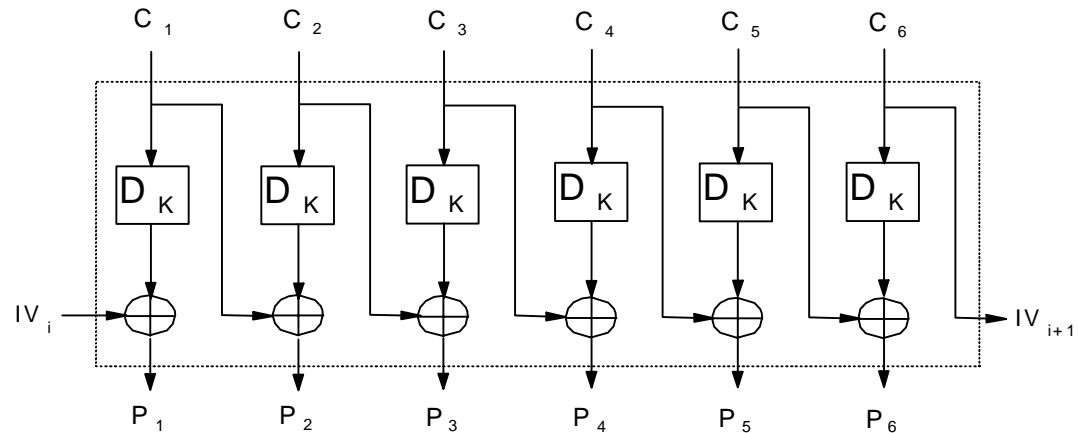 C 1 C 2 C 3 C 4 C 5 C 6
D K D K D K D K D K D K
IV i IV i+1
P 1 P 2 P 3 P 4 P 5 P 6